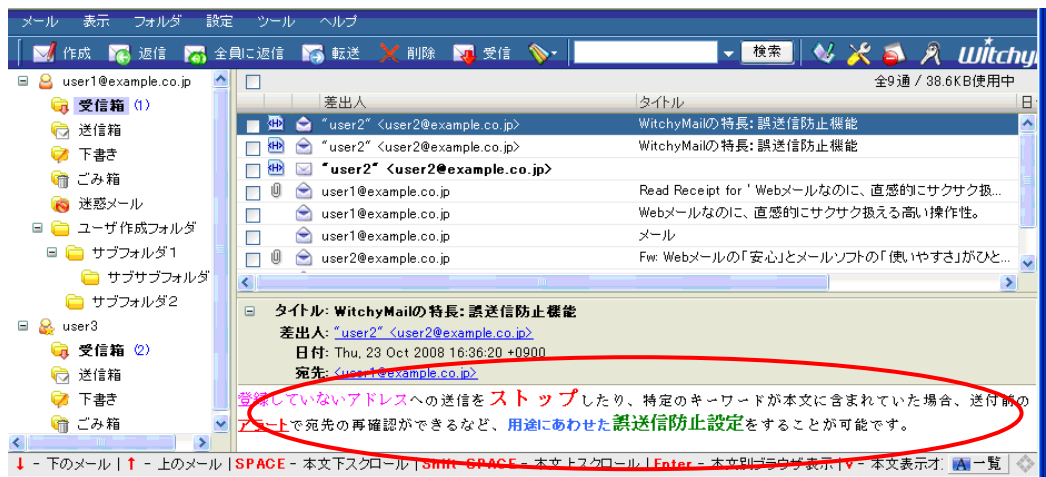 メール 表示 フォルダ 設定 ツール ヘルプ
作成 返信 全員に返信 転送 削除 受信 検索 Witchy
user1@example.co.jp
受信箱 (1)
送信箱
下書き
ごみ箱
迷惑メール
ユーザ作成フォルダ
サブフォルダ1
サブサブフォルダ
サブフォルダ2
user3
受信箱 (2)
送信箱
下書き
ごみ箱
全9通 / 38.6KB使用中
差出人 タイトル 日
"user2" <user2@example.co.jp> WitchyMailの特長：誤送信防止機能
"user2" <user2@example.co.jp> WitchyMailの特長：誤送信防止機能
"user2" <user2@example.co.jp>
user1@example.co.jp Read Receipt for ' Webメールなのに、直感的にサクサク扱...
user1@example.co.jp Webメールなのに、直感的にサクサク扱える高い操作性。
user1@example.co.jp メール
user2@example.co.jp Fw: Webメールの「安心」とメールソフトの「使いやすさ」がひと...
タイトル: WitchyMailの特長：誤送信防止機能
差出人: "user2" <user2@example.co.jp>
日付: Thu, 23 Oct 2008 16:36:20 +0900
宛先: <user1@example.co.jp>
登録していないアドレスへの送信をストップしたり、特定のキーワードが本文に含まれていた場合、送付前の
アラートで宛先の再確認ができるなど、用途にあわせた誤送信防止設定をすることが可能です。
↓ - 下のメール | ↑ - 上のメール | SPACE - 本文下スクロール | Shift-SPACE - 本文上スクロール | Enter - 本文別ブラウザ表示 | v - 本文表示オ A 一覧